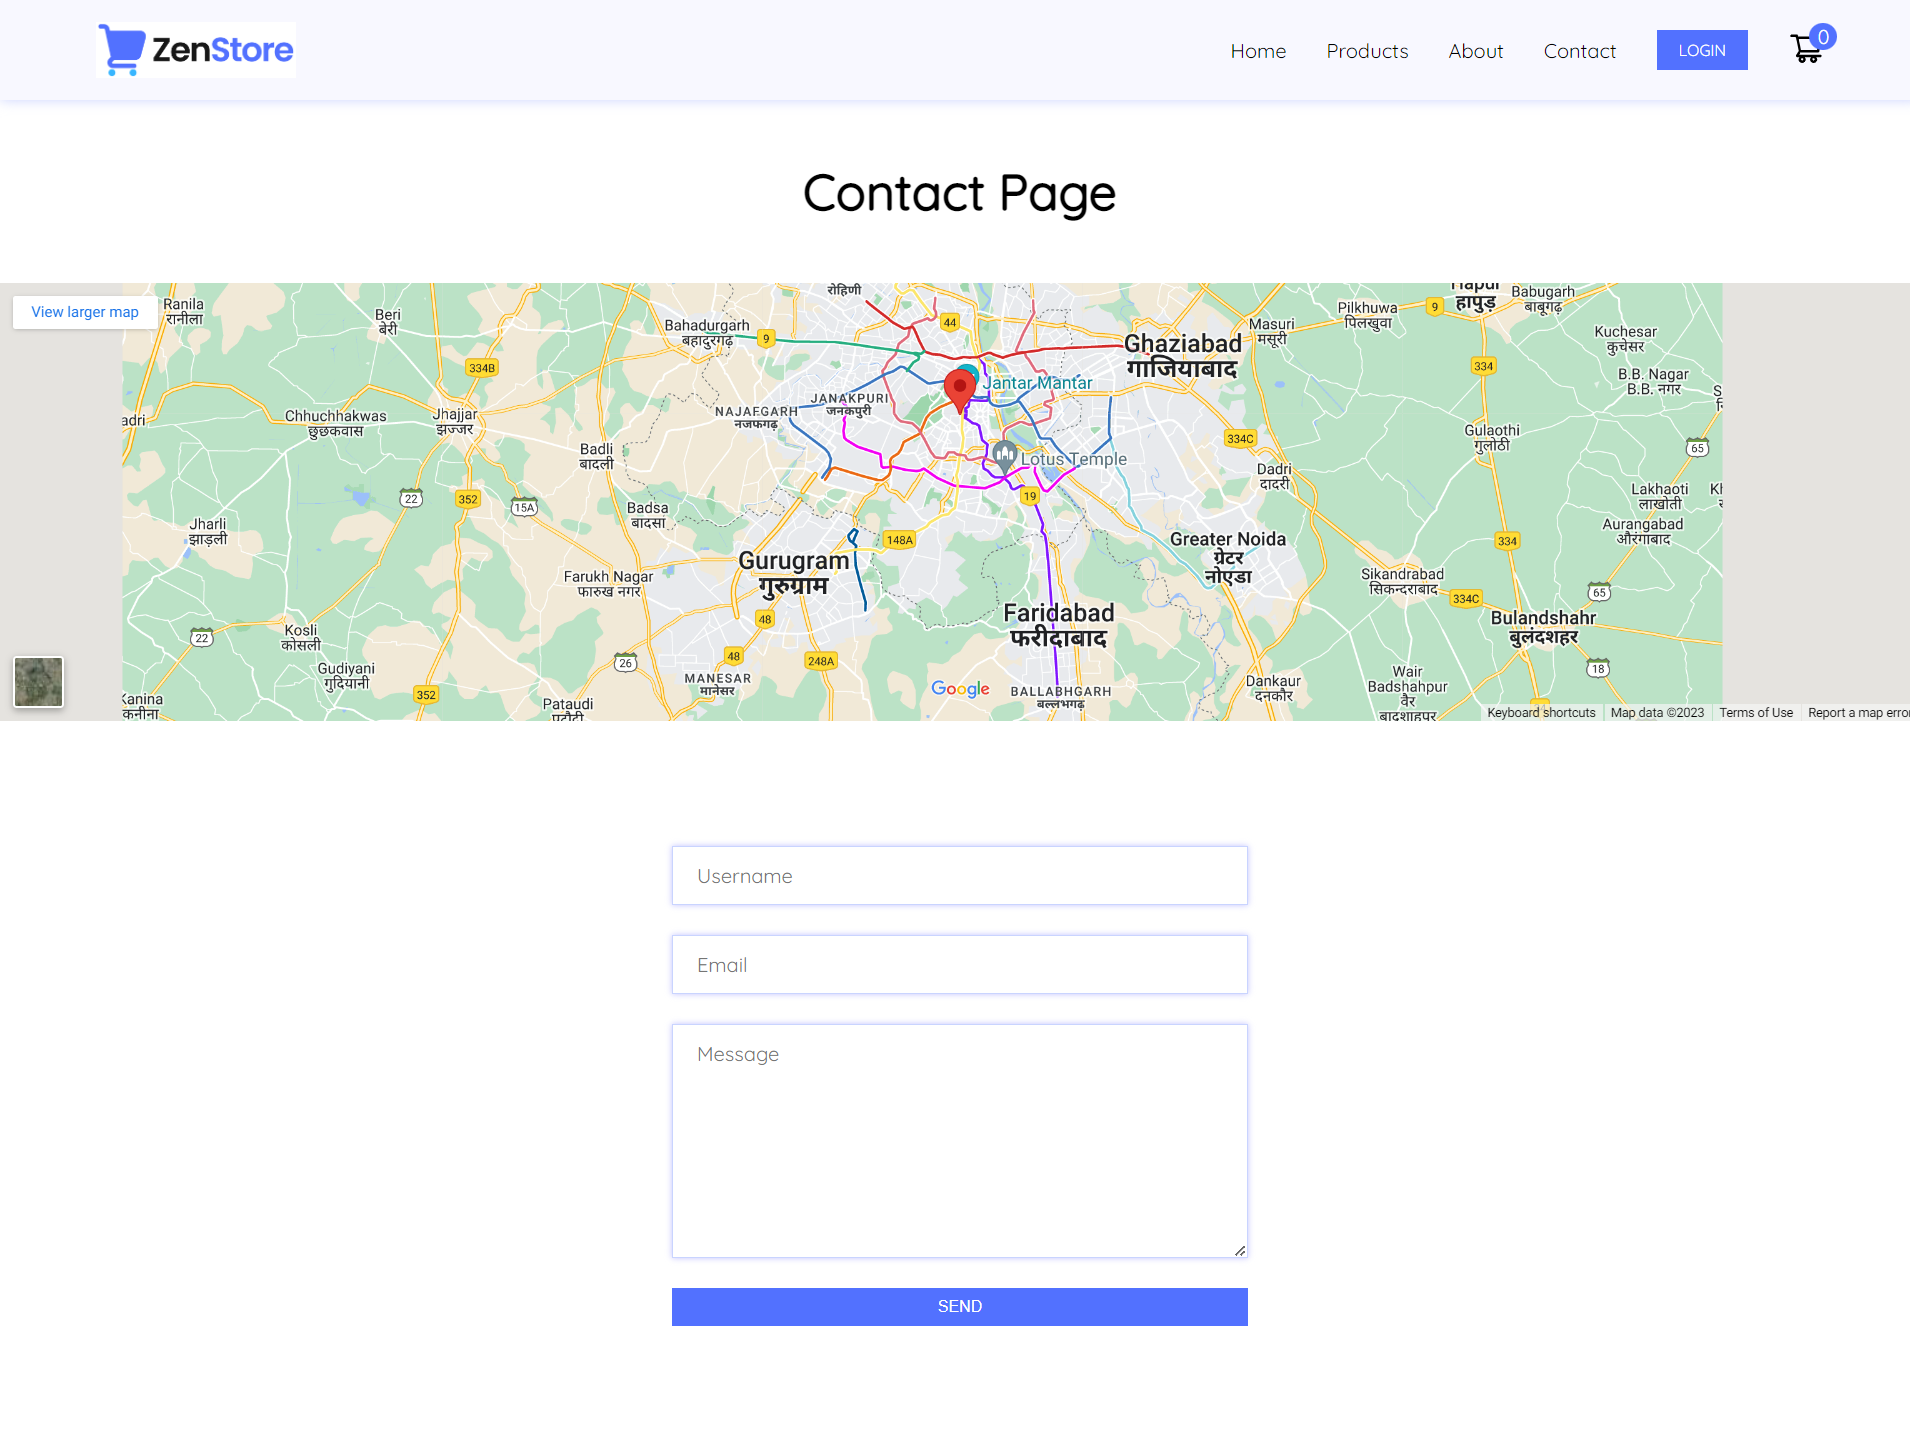 ZenStore
Home
Products
About
Contact
LOGIN
0
Contact Page
View larger map
Ranila
रानीला
Beri
बेरी
Bahadurgarh
बहादुरगढ़
रोहिणी
44
9
334B
Ghaziabad
गाजियाबाद
Masuri
मसूरी
Pilkhuwa
पिलखुवा
9
Hapur
हापुड़
Babugarh
बाबूगढ़
Kuchesar
कुचेसर
334
B.B. Nagar
B.B. नगर
Jantar Mantar
JANAKPURI
जनकपुरी
NAJAFGARH
नजफगढ़
Chhuchhakwas
छुछकवास
Jhajjar
झज्जर
adri
Badli
बादली
Lotus Temple
334C
Gulaothi
गुलोठी
65
Dadri
दादरी
22
352
15A
Badsa
बादसा
19
Lakhaoti
लाखोती
Jharli
झाड़ली
148A
Greater Noida
ग्रेटर
नोएडा
334
Aurangabad
औरंगाबाद
Gurugram
गुरुग्राम
Farukh Nagar
फारुख नगर
Sikandrabad
सिकन्दराबाद
334C
65
Faridabad
फरीदाबाद
48
Bulandshahr
बुलंदशहर
22
Kosli
कोसली
26
48
248A
Gudiyani
गुदियानी
MANESAR
मानेसर
Google
BALLABHGARH
बल्लभगढ़
Dankaur
दनकौर
Wair
Badshahpur
वैर
बादशाहपुर
18
Kanina
कनीना
352
Pataudi
पटौदी
Keyboard shortcuts
Map data ©2023
Terms of Use
Report a map error
Username
Email
Message
SEND